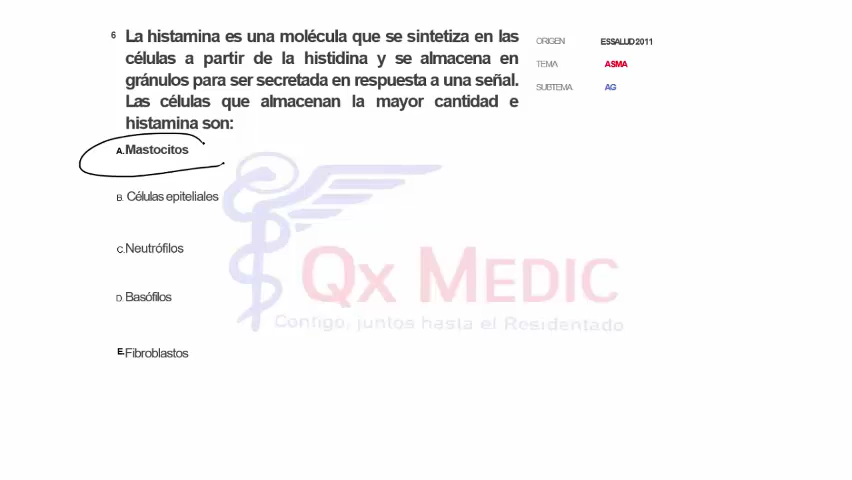 6 La histamina es una molécula que se sintetiza en las
células a partir de la histidina y se almacena en
gránulos para ser secretada en respuesta a una señal.
Las células que almacenan la mayor cantidad e
histamina son:
A. Mastocitos
B. Células epiteliales
C. Neutrófilos
D. Basófilos
E. Fibroblastos
ORIGEN ESSALUD 2011
TEMA ASMA
SUBTEMA AG
QX MEDIC
Contigo, juntos hasta el Residentado